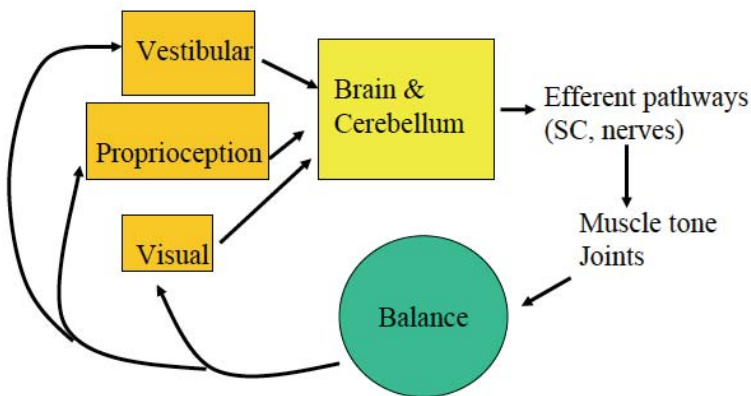 Vestibular
Proprioception
Visual
Brain &
Cerebellum
Efferent pathways
(SC, nerves)
Muscle tone
Joints
Balance